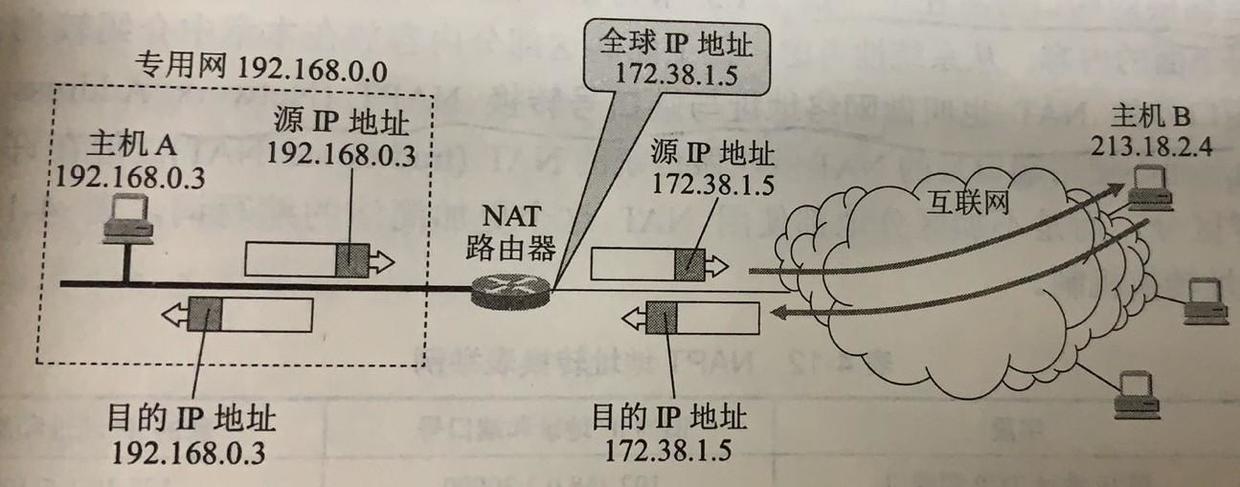 专用网 192.168.0.0
全球 IP 地址
172.38.1.5
主机 A
192.168.0.3
源 IP 地址
192.168.0.3
NAT
路由器
源 IP 地址
172.38.1.5
互联网
主机 B
213.18.2.4
目的 IP 地址
192.168.0.3
目的 IP 地址
172.38.1.5